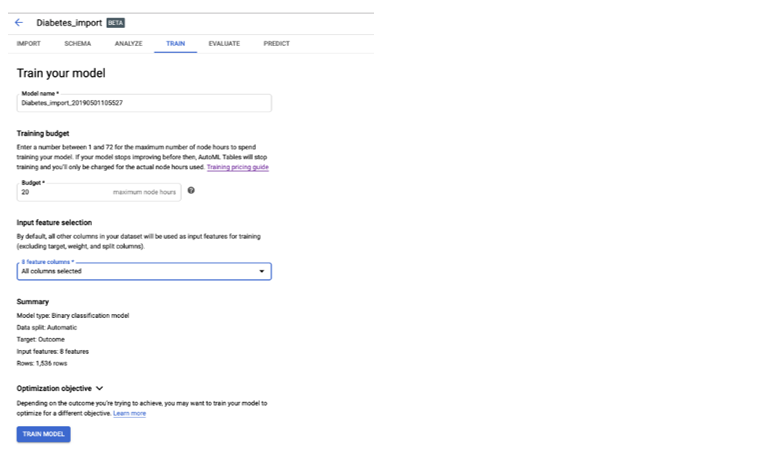 Diabetes_import BETA
IMPORT SCHEMA ANALYZE TRAIN EVALUATE PREDICT
Train your model
Model name *
Diabetes_import_20190501105527
Training budget
Enter a number between 1 and 72 for the maximum number of node hours to spend
training your model. If your model stops improving before then, AutoML Tables will stop
training and you'll only be charged for the actual node hours used. Training pricing guide
Budget *
20 maximum node hours
Input feature selection
By default, all other columns in your dataset will be used as input features for training
(excluding target, weight, and split columns).
8 feature columns *
All columns selected
Summary
Model type: Binary classification model
Data split: Automatic
Target: Outcome
Input features: 8 features
Rows: 1,536 rows
Optimization objective
Depending on the outcome you're trying to achieve, you may want to train your model to
optimize for a different objective. Learn more
TRAIN MODEL